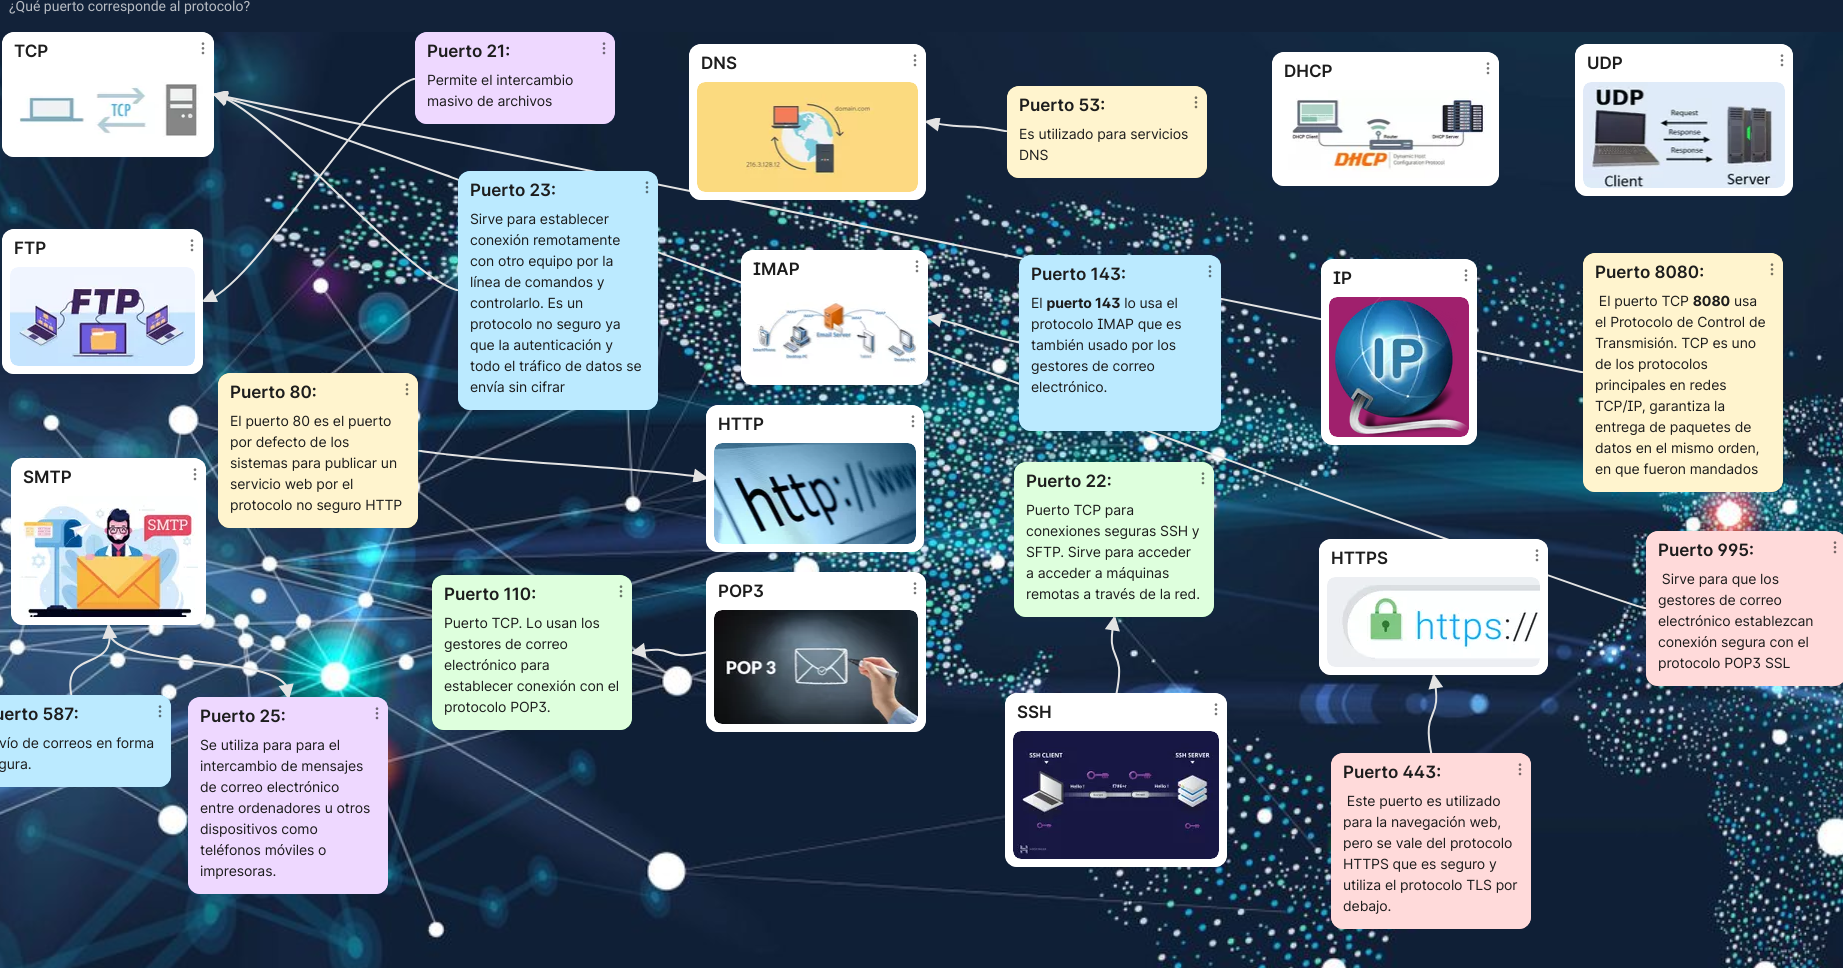 ¿Qué puerto corresponde al protocolo?
TCP
TCP
Puerto 21:
Permite el intercambio
masivo de archivos
DNS
domain.com
216.3.128.12
Puerto 53:
Es utilizado para servicios
DNS
DHCP
DHCP Client
Router
DHCP Server
DHCP
Dynamic Host
Configuration Protocol
UDP
UDP
Request
Response
Response
Client
Server
FTP
FTP
Puerto 23:
Sirve para establecer
conexión remotamente
con otro equipo por la
línea de comandos y
controlarlo. Es un
protocolo no seguro ya
que la autenticación y
todo el tráfico de datos se
envía sin cifrar
IMAP
Email Server
Puerto 143:
El puerto 143 lo usa el
protocolo IMAP que es
también usado por los
gestores de correo
electrónico.
IP
IP
Puerto 8080:
El puerto TCP 8080 usa
el Protocolo de Control de
Transmisión. TCP es uno
de los protocolos
principales en redes
TCP/IP, garantiza la
entrega de paquetes de
datos en el mismo orden,
en que fueron mandados
Puerto 80:
El puerto 80 es el puerto
por defecto de los
sistemas para publicar un
servicio web por el
protocolo no seguro HTTP
HTTP
http://www
SMTP
SMTP
Puerto 22:
Puerto TCP para
conexiones seguras SSH y
SFTP. Sirve para acceder
a acceder a máquinas
remotas a través de la red.
HTTPS
https://
Puerto 995:
Sirve para que los
gestores de correo
electrónico establezcan
conexión segura con el
protocolo POP3 SSL
Puerto 110:
Puerto TCP. Lo usan los
gestores de correo
electrónico para
establecer conexión con el
protocolo POP3.
POP3
POP 3
uerto 587:
vío de correos en forma
gura.
Puerto 25:
Se utiliza para para el
intercambio de mensajes
de correo electrónico
entre ordenadores u otros
dispositivos como
teléfonos móviles o
impresoras.
SSH
SSH CLIENT
SSH SERVER
Hello !
Hello !
Puerto 443:
Este puerto es utilizado
para la navegación web,
pero se vale del protocolo
HTTPS que es seguro y
utiliza el protocolo TLS por
debajo.